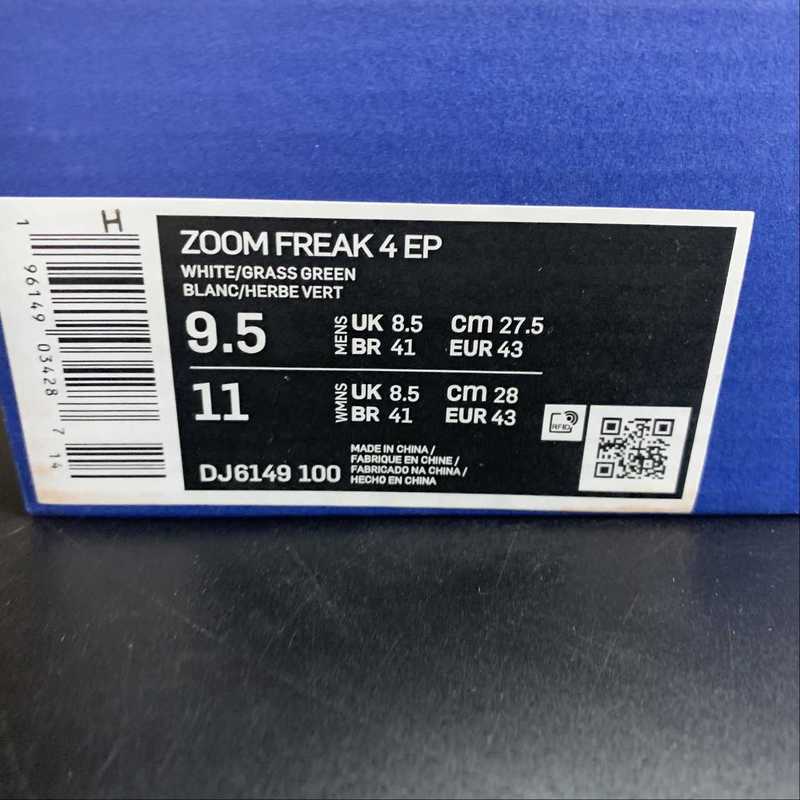 ZOOM FREAK 4 EP
WHITE/GRASS GREEN
BLANC/HERBE VERT
9.5 MENS UK 8.5 cm 27.5
BR 41 EUR 43
11 WMNS UK 8.5 cm 28
BR 41 EUR 43
RFID
DJ6149 100
MADE IN CHINA /
FABRIQUE EN CHINE /
FABRICADO NA CHINA /
HECHO EN CHINA
H
1 96149 03428 7 14